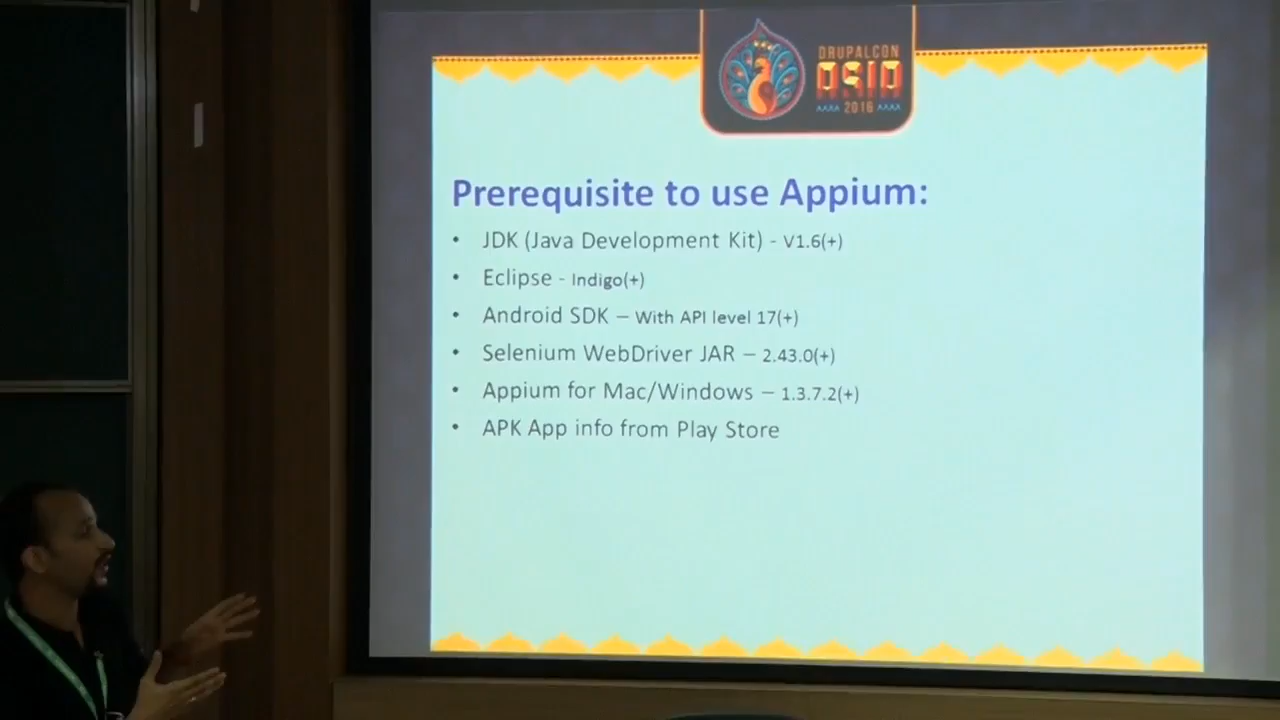 DRUPALCON
ASIA
2016
Prerequisite to use Appium:
• JDK (Java Development Kit) - V1.6(+)
• Eclipse - Indigo(+)
• Android SDK – With API level 17(+)
• Selenium WebDriver JAR – 2.43.0(+)
• Appium for Mac/Windows – 1.3.7.2(+)
• APK App info from Play Store